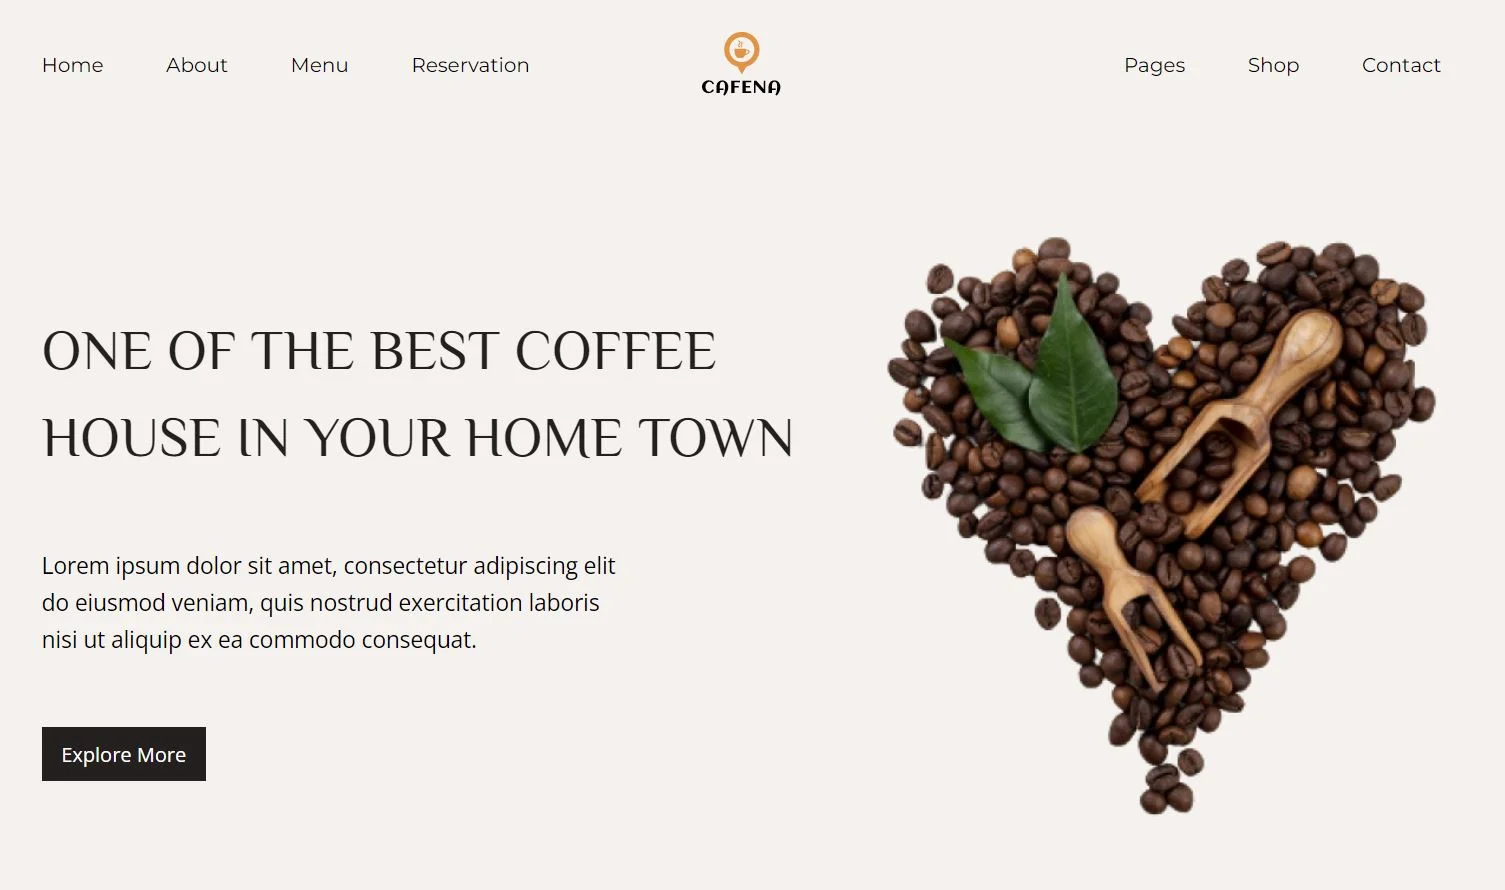 Home About Menu Reservation
CAFENA
Pages Shop Contact
ONE OF THE BEST COFFEE
HOUSE IN YOUR HOME TOWN
Lorem ipsum dolor sit amet, consectetur adipiscing elit
do eiusmod veniam, quis nostrud exercitation laboris
nisi ut aliquip ex ea commodo consequat.
Explore More